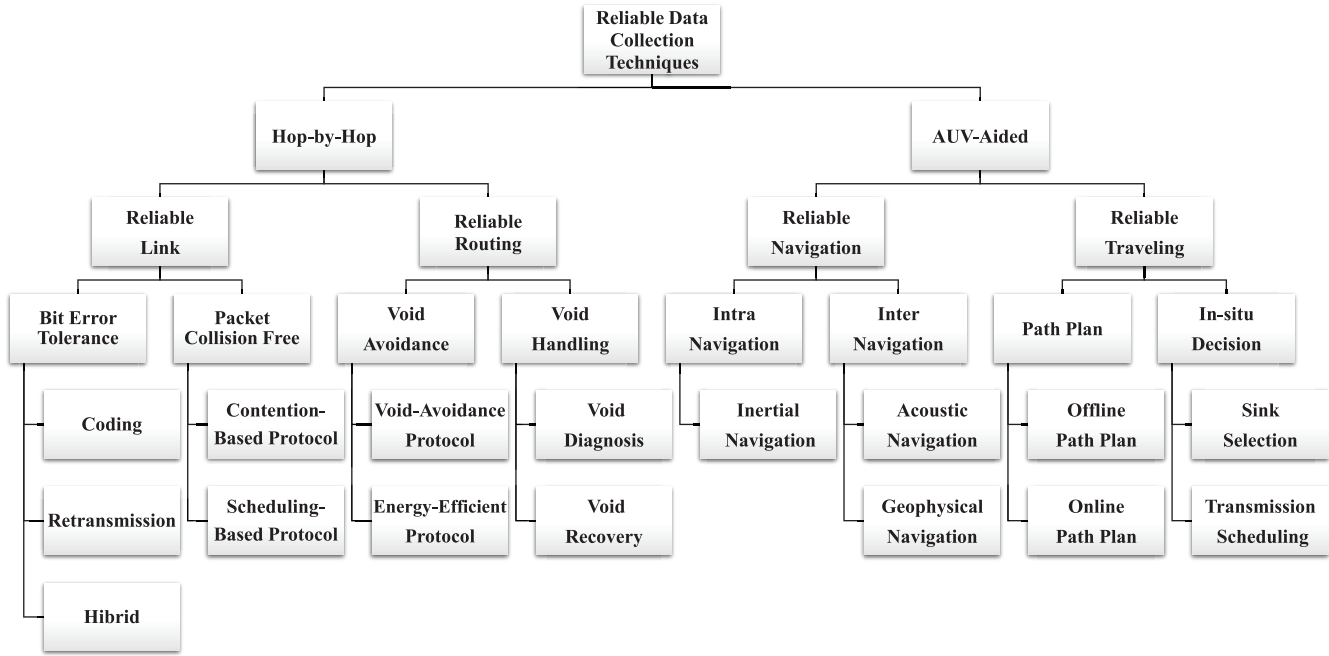 Reliable Data
Collection
Techniques
Hop-by-Hop
AUV-Aided
Reliable
Link
Reliable
Routing
Reliable
Navigation
Reliable
Traveling
Bit Error
Tolerance
Packet
Collision Free
Void
Avoidance
Void
Handling
Intra
Navigation
Inter
Navigation
Path Plan
In-situ
Decision
Coding
Contention-
Based Protocol
Void-Avoidance
Protocol
Void
Diagnosis
Inertial
Navigation
Acoustic
Navigation
Offline
Path Plan
Sink
Selection
Retransmission
Scheduling-
Based Protocol
Energy-Efficient
Protocol
Void
Recovery
Geophysical
Navigation
Online
Path Plan
Transmission
Scheduling
Hibrid